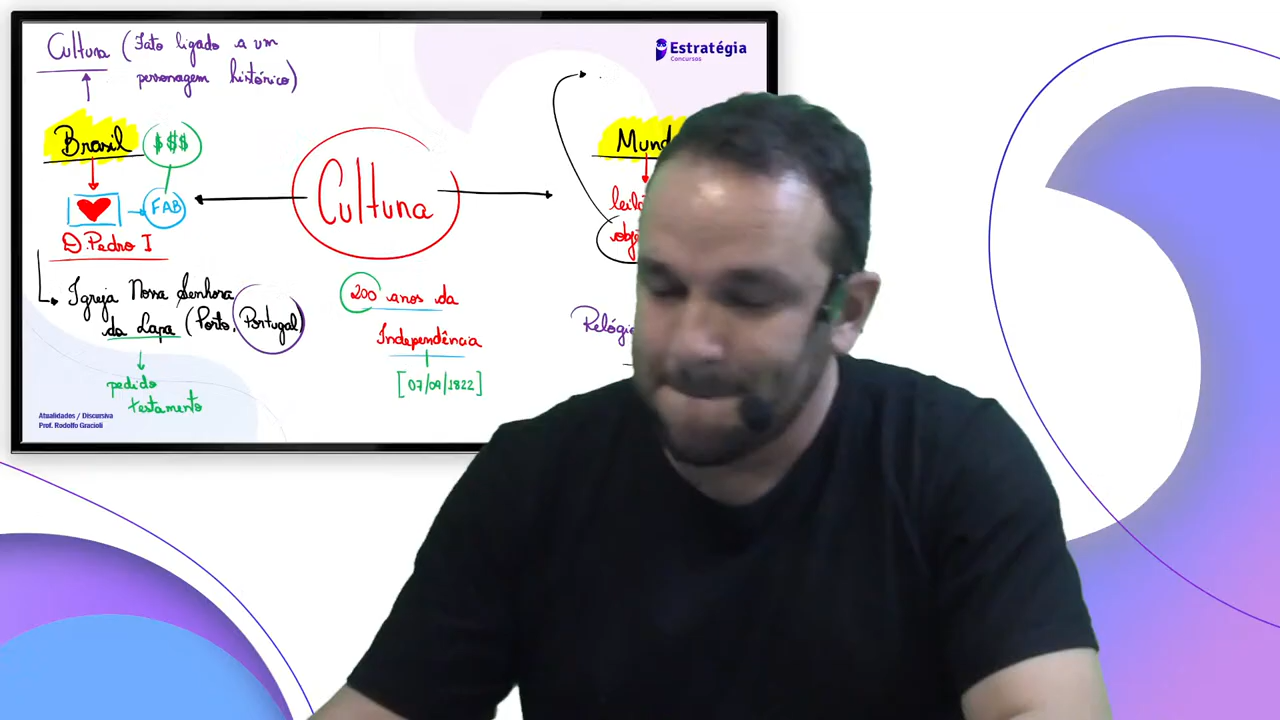 Cultura (Fato ligado a um
personagem histórico)
Estratégia
Concursos
Brasil
$$$
FAB
D. Pedro I
Igreja Nossa Senhora
da Lapa (Porto, Portugal)
pedido
testamento
Cultura
200 anos da
Independência
[07/09/1822]
Atualidades / Discursiva
Prof. Rodolfo Gracioli